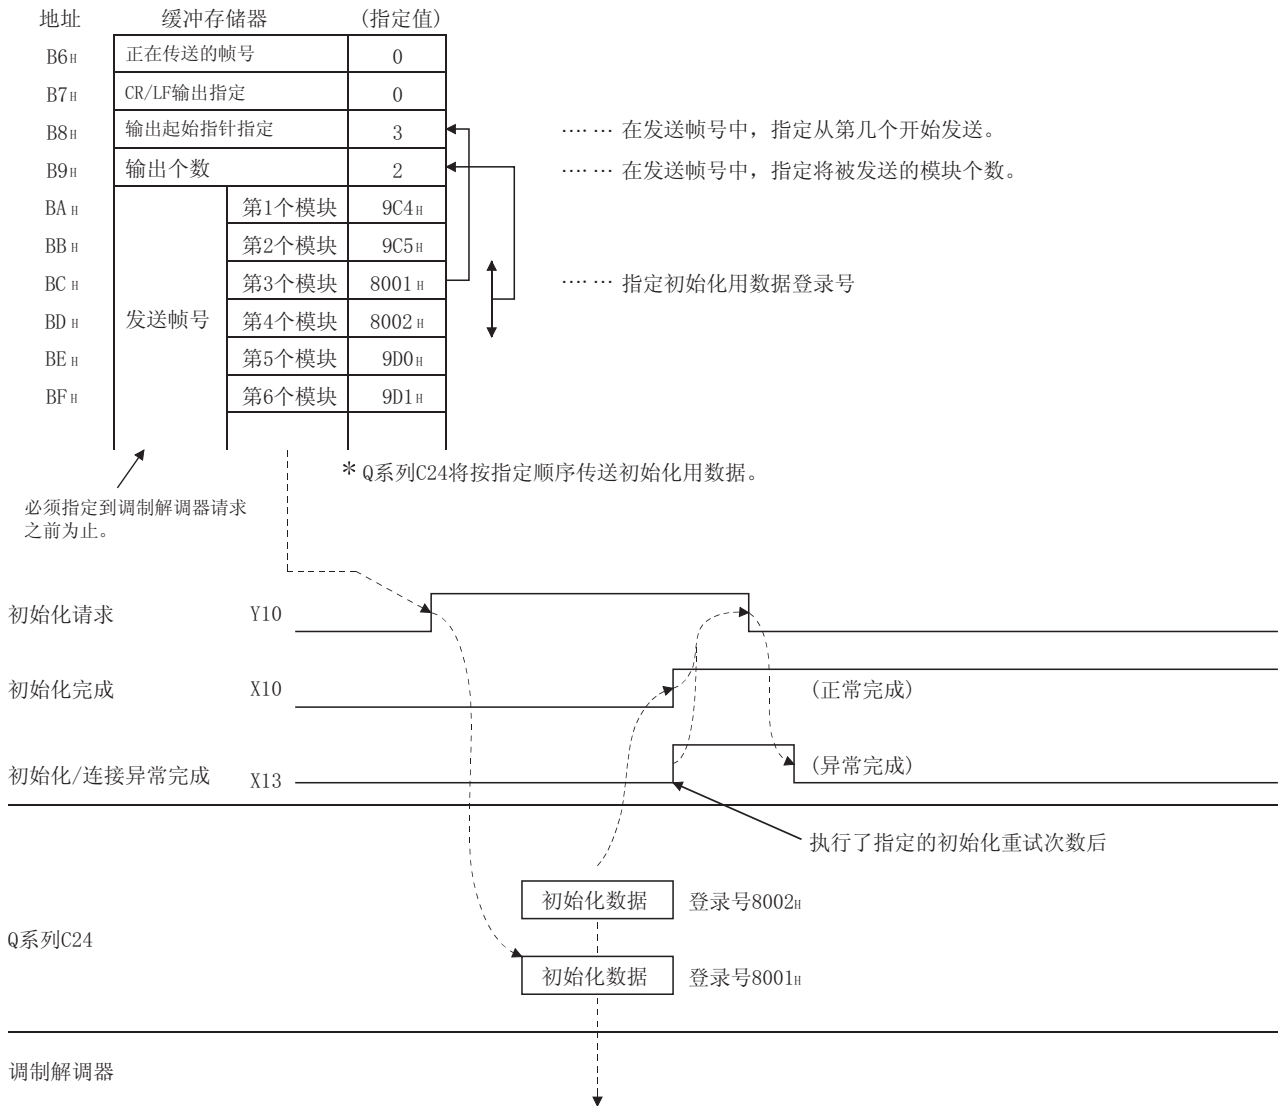 地址 缓冲存储器 (指定值)
B6H 正在传送的帧号 0
B7H CR/LF输出指定 0
B8H 输出起始指针指定 3 …… 在发送帧号中，指定从第几个开始发送。
B9H 输出个数 2 …… 在发送帧号中，指定将被发送的模块个数。
BAH 第1个模块 9C4H
BBH 第2个模块 9C5H
BCH 第3个模块 8001H …… 指定初始化用数据登录号
BDH 发送帧号 第4个模块 8002H
BEH 第5个模块 9D0H
BFH 第6个模块 9D1H
*Q系列C24将按指定顺序传送初始化用数据。
必须指定到调制解调器请求
之前为止。
初始化请求 Y10
初始化完成 X10 (正常完成)
初始化/连接异常完成 X13 (异常完成)
执行了指定的初始化重试次数后
初始化数据 登录号8002H
Q系列C24
初始化数据 登录号8001H
调制解调器